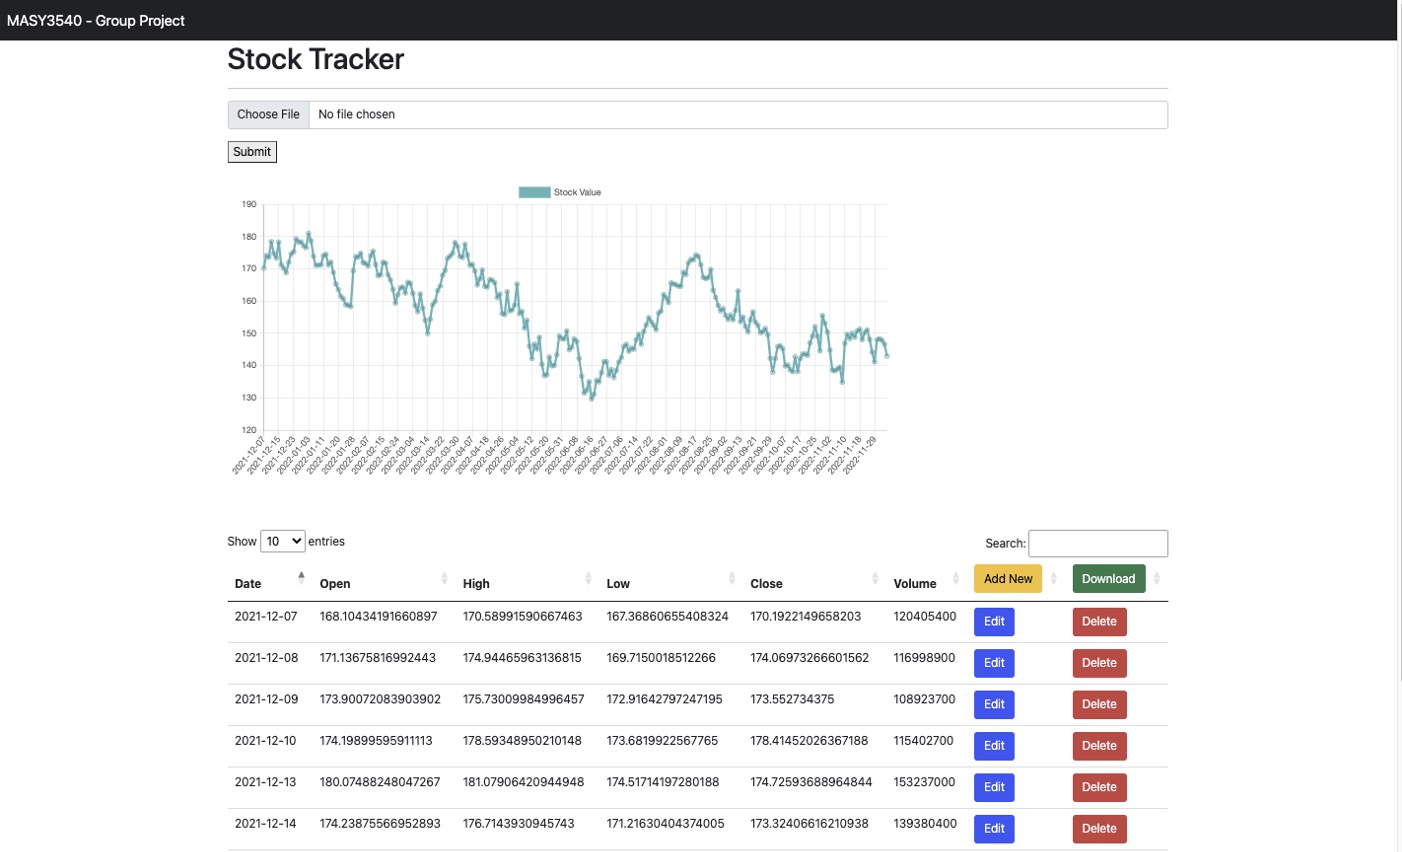 MASY3540 - Group Project
Stock Tracker
Choose File No file chosen
Submit
Stock Value
190
180
170
160
150
140
130
120
2021-12-07 2021-12-15 2021-12-23 2022-01-03 2022-01-11 2022-01-20 2022-01-28 2022-02-07 2022-02-15 2022-02-24 2022-03-04 2022-03-14 2022-03-22 2022-03-30 2022-04-07 2022-04-18 2022-04-26 2022-05-04 2022-05-12 2022-05-20 2022-05-31 2022-06-08 2022-06-16 2022-06-27 2022-07-06 2022-07-14 2022-07-22 2022-08-01 2022-08-09 2022-08-17 2022-08-25 2022-09-02 2022-09-13 2022-09-21 2022-09-29 2022-10-07 2022-10-17 2022-10-25 2022-11-02 2022-11-10 2022-11-18 2022-11-29
Show 10 entries Search:
Date Open High Low Close Volume Add New Download
2021-12-07 168.10434191660897 170.58991590667463 167.36860655408324 170.1922149658203 120405400 Edit Delete
2021-12-08 171.13675816992443 174.94465963136815 169.7150018512266 174.06973266601562 116998900 Edit Delete
2021-12-09 173.90072083903902 175.73009984996457 172.91642797247195 173.552734375 108923700 Edit Delete
2021-12-10 174.19899595911113 178.59348950210148 173.6819922567765 178.41452026367188 115402700 Edit Delete
2021-12-13 180.07488248047267 181.07906420944948 174.51714197280188 174.72593688964844 153237000 Edit Delete
2021-12-14 174.23875566952893 176.7143930945743 171.21630404374005 173.32406616210938 139380400 Edit Delete